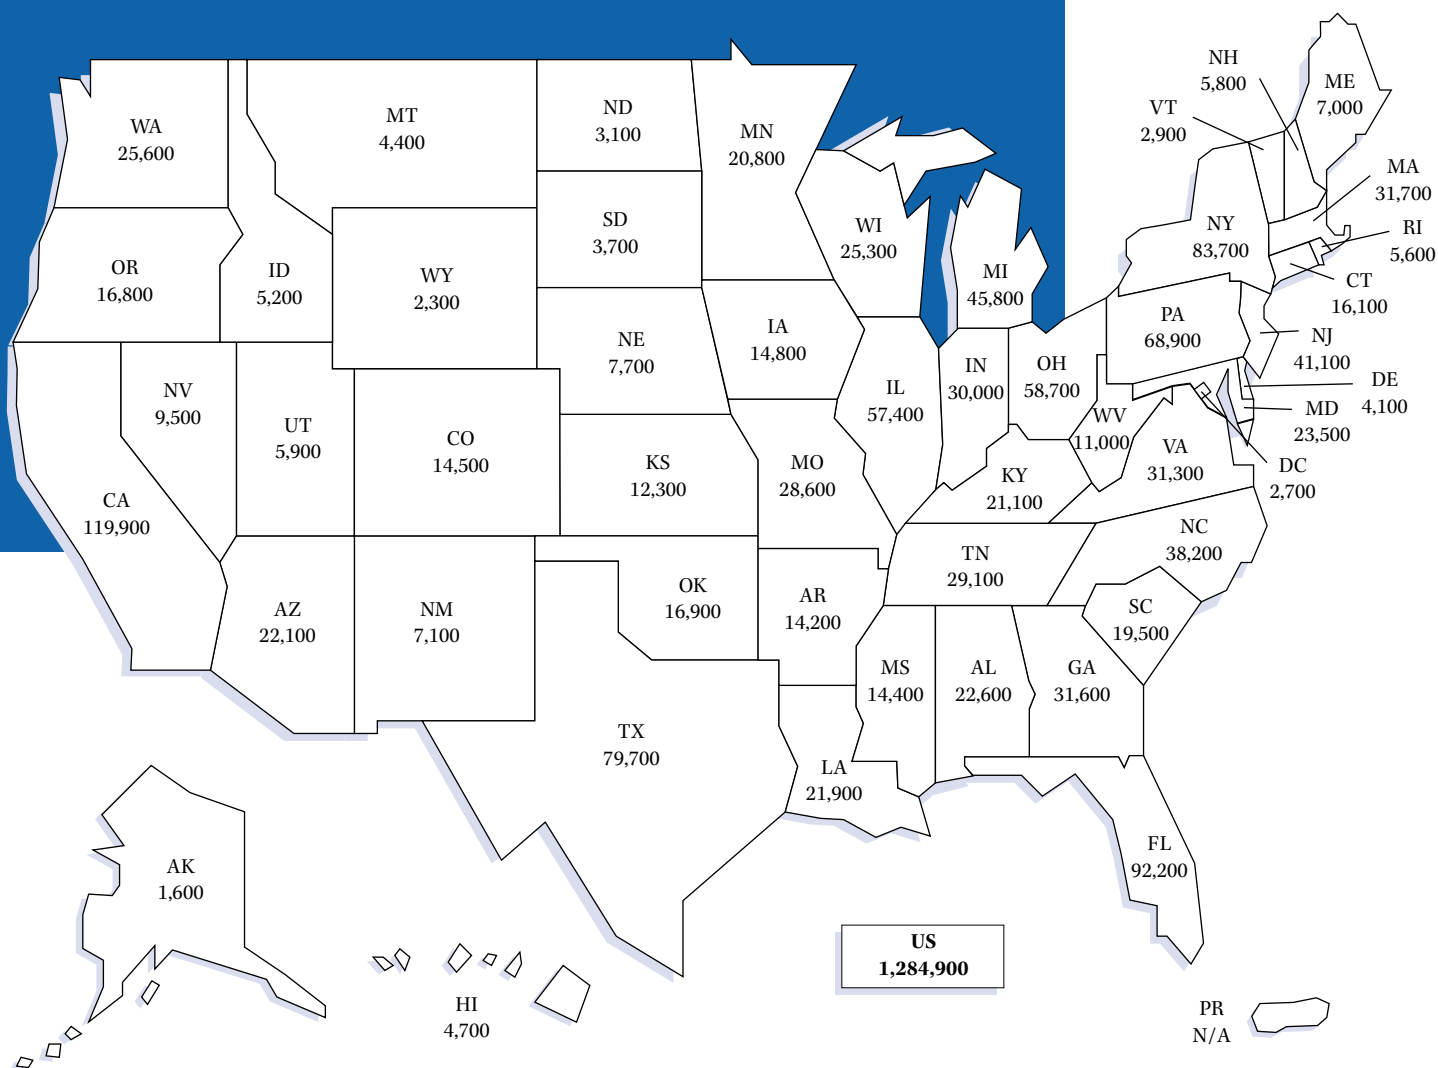 NH
5,800
ME
7,000
VT
2,900
MT
4,400
ND
3,100
WA
25,600
MN
20,800
MA
31,700
SD
3,700
WI
25,300
NY
83,700
RI
5,600
OR
16,800
ID
5,200
WY
2,300
MI
45,800
CT
16,100
IA
14,800
PA
68,900
NE
7,700
NJ
41,100
NV
9,500
IN
30,000
OH
58,700
DE
4,100
IL
57,400
MD
23,500
UT
5,900
CO
14,500
WV
11,000
KS
12,300
MO
28,600
VA
31,300
KY
21,100
DC
2,700
CA
119,900
NC
38,200
TN
29,100
OK
16,900
AR
14,200
AZ
22,100
NM
7,100
SC
19,500
MS
14,400
AL
22,600
GA
31,600
TX
79,700
LA
21,900
FL
92,200
AK
1,600
US
1,284,900
HI
4,700
PR
N/A